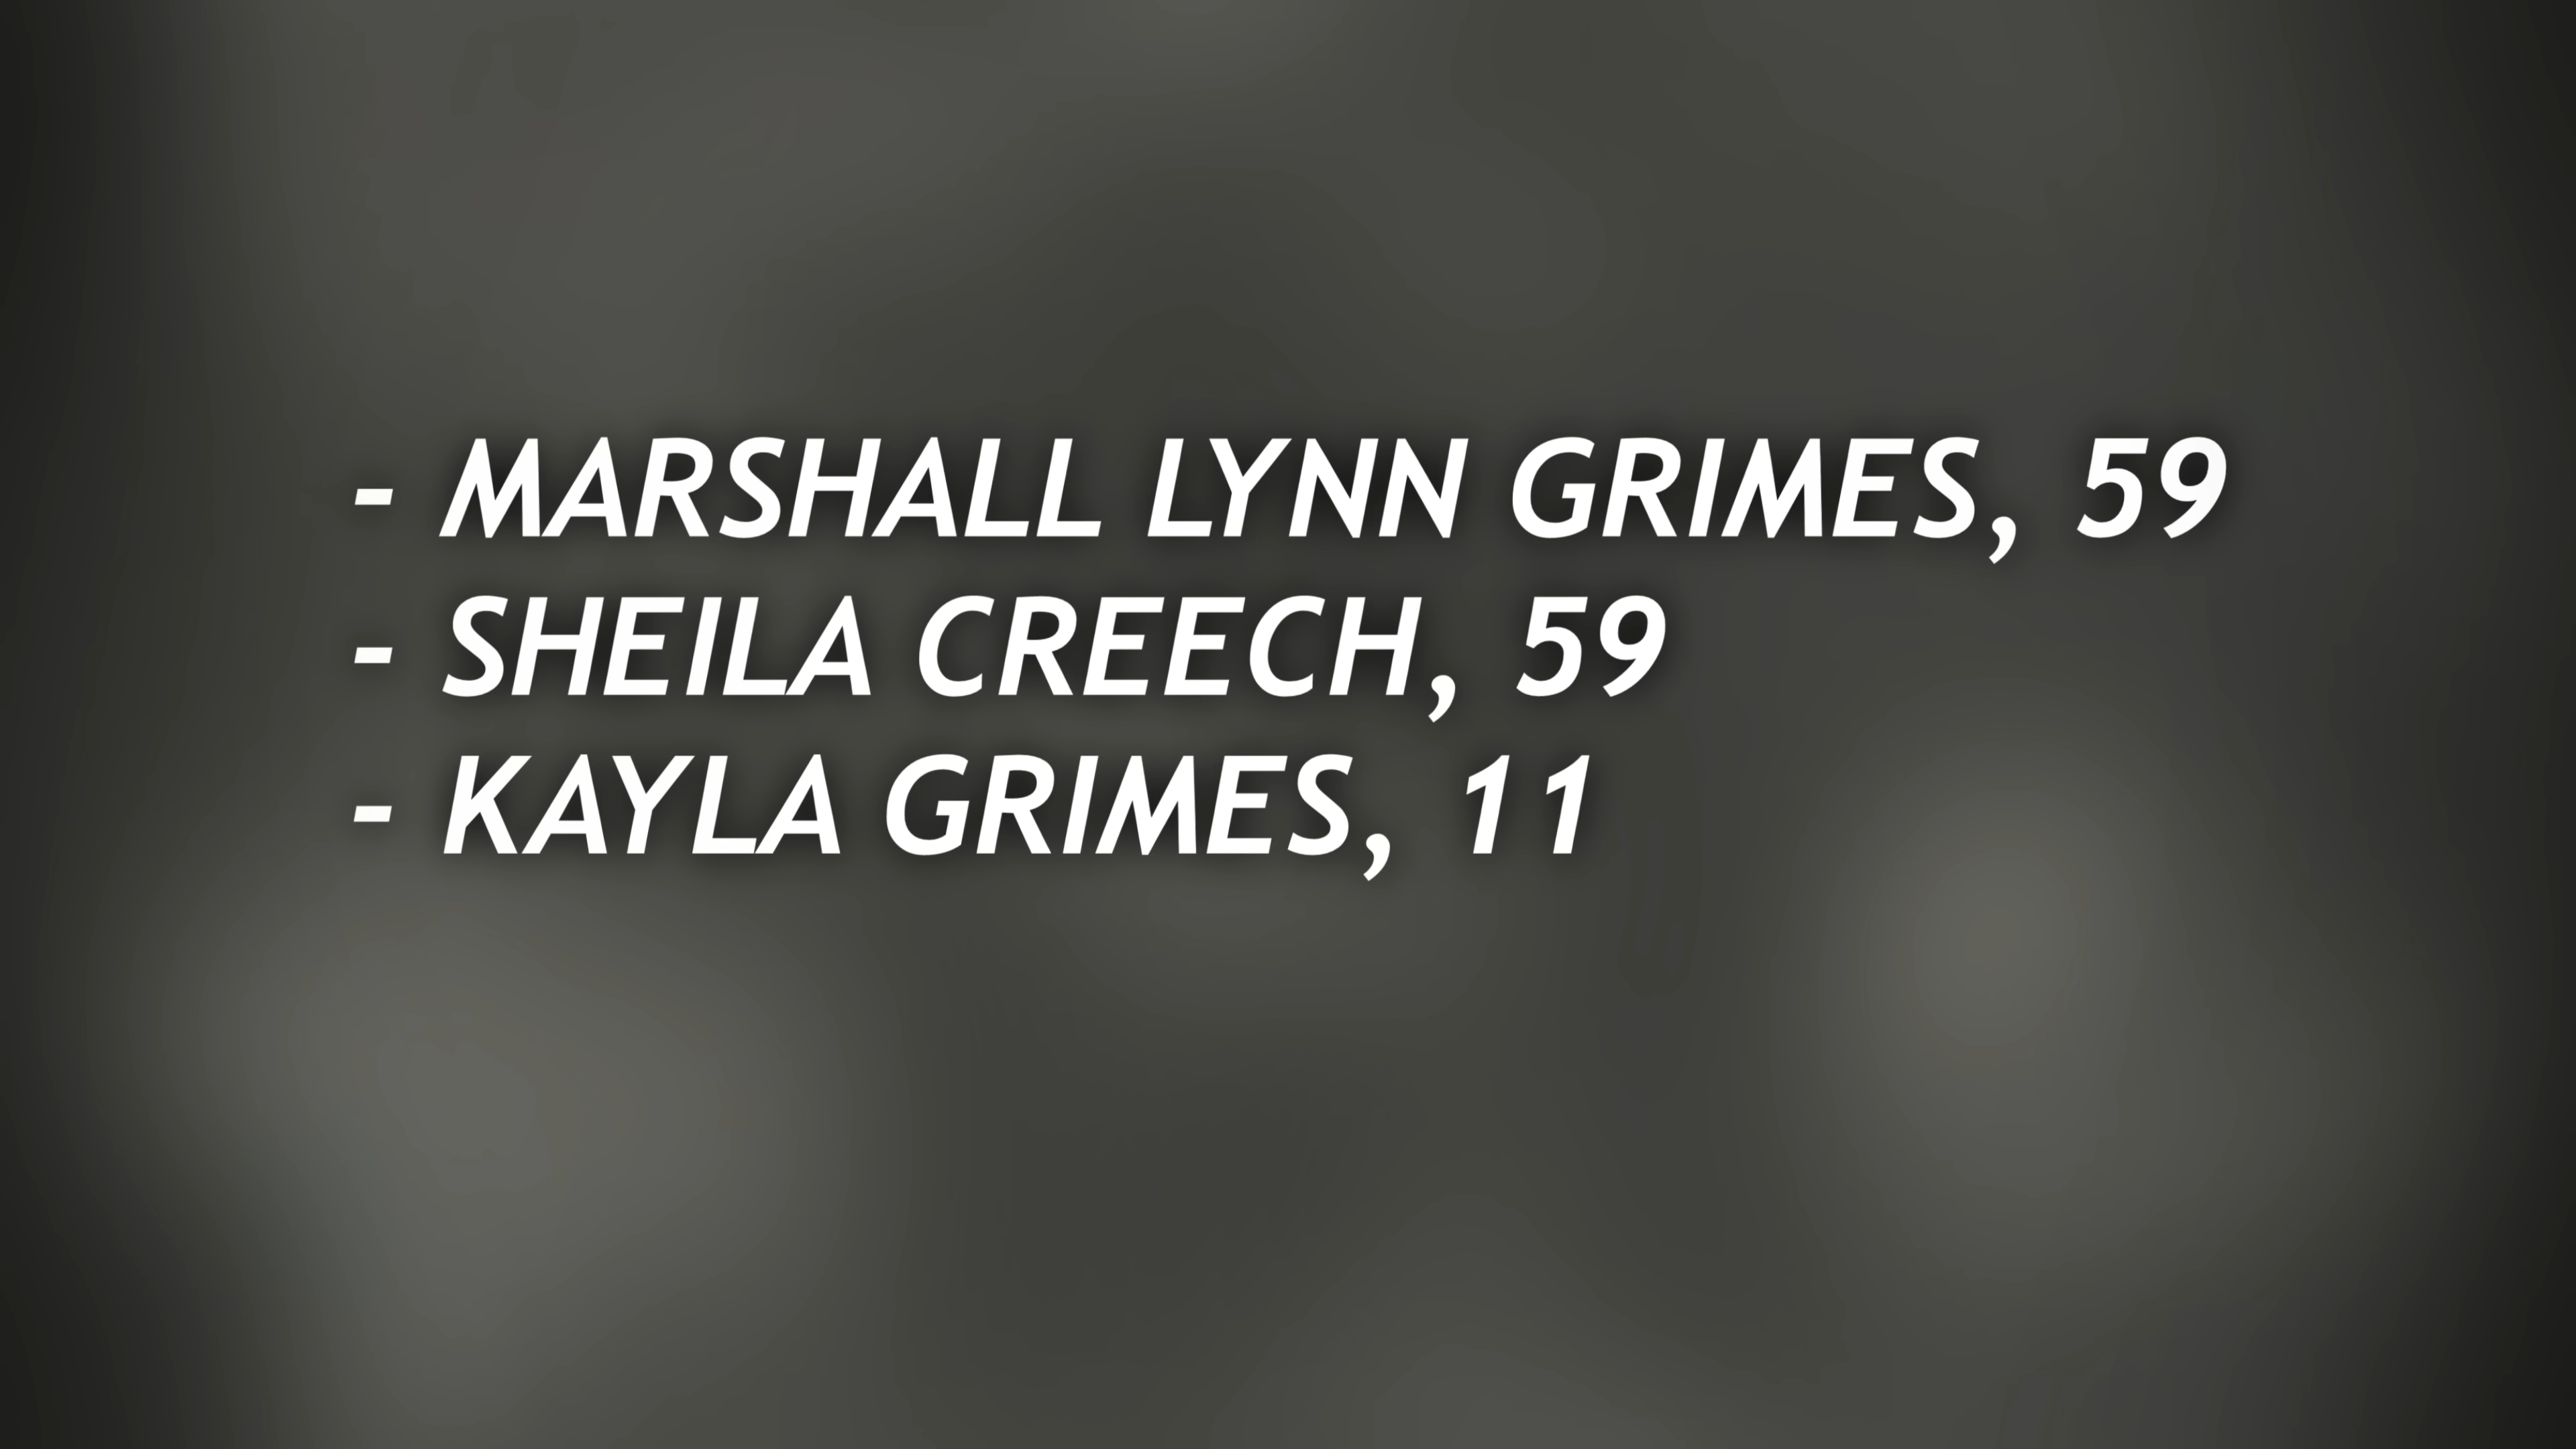 - MARSHALL LYNN GRIMES, 59
- SHEILA CREECH, 59
- KAYLA GRIMES, 11